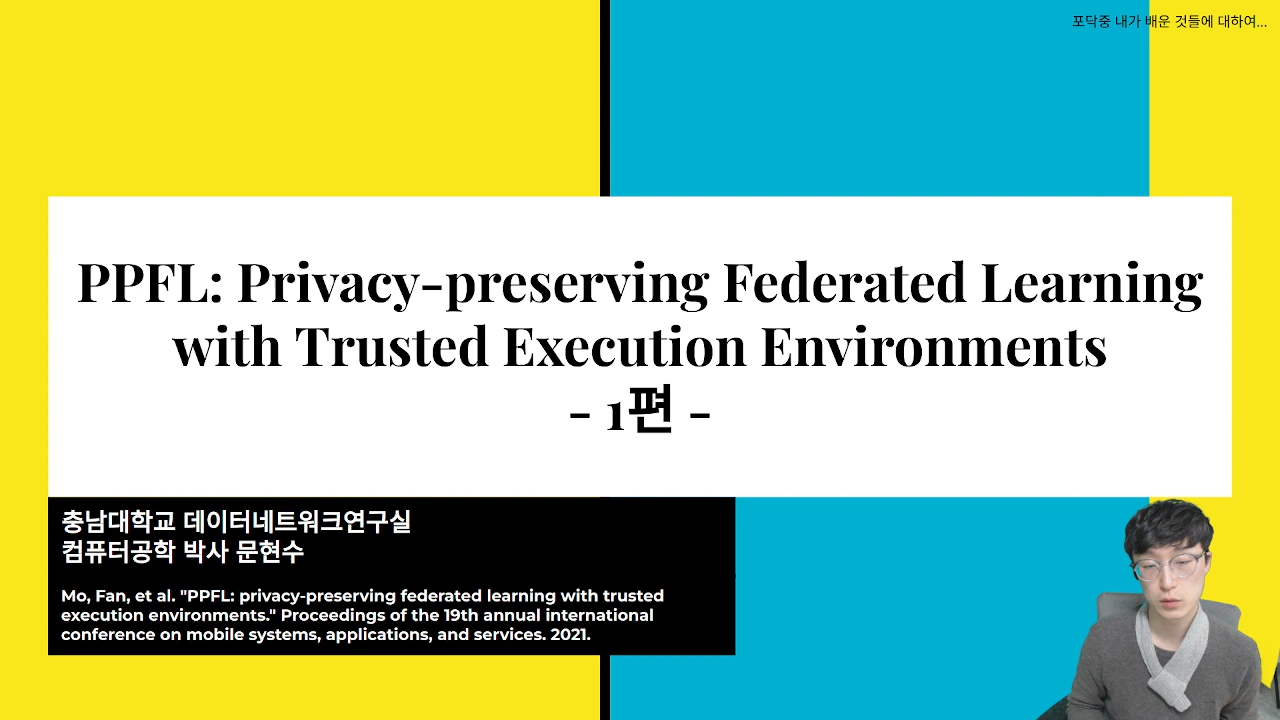 포닥중 내가 배운 것들에 대하여...
PPFL: Privacy-preserving Federated Learning
with Trusted Execution Environments
- 1편 -
충남대학교 데이터네트워크연구실
컴퓨터공학 박사 문현수
Mo, Fan, et al. "PPFL: privacy-preserving federated learning with trusted
execution environments." Proceedings of the 19th annual international
conference on mobile systems, applications, and services. 2021.